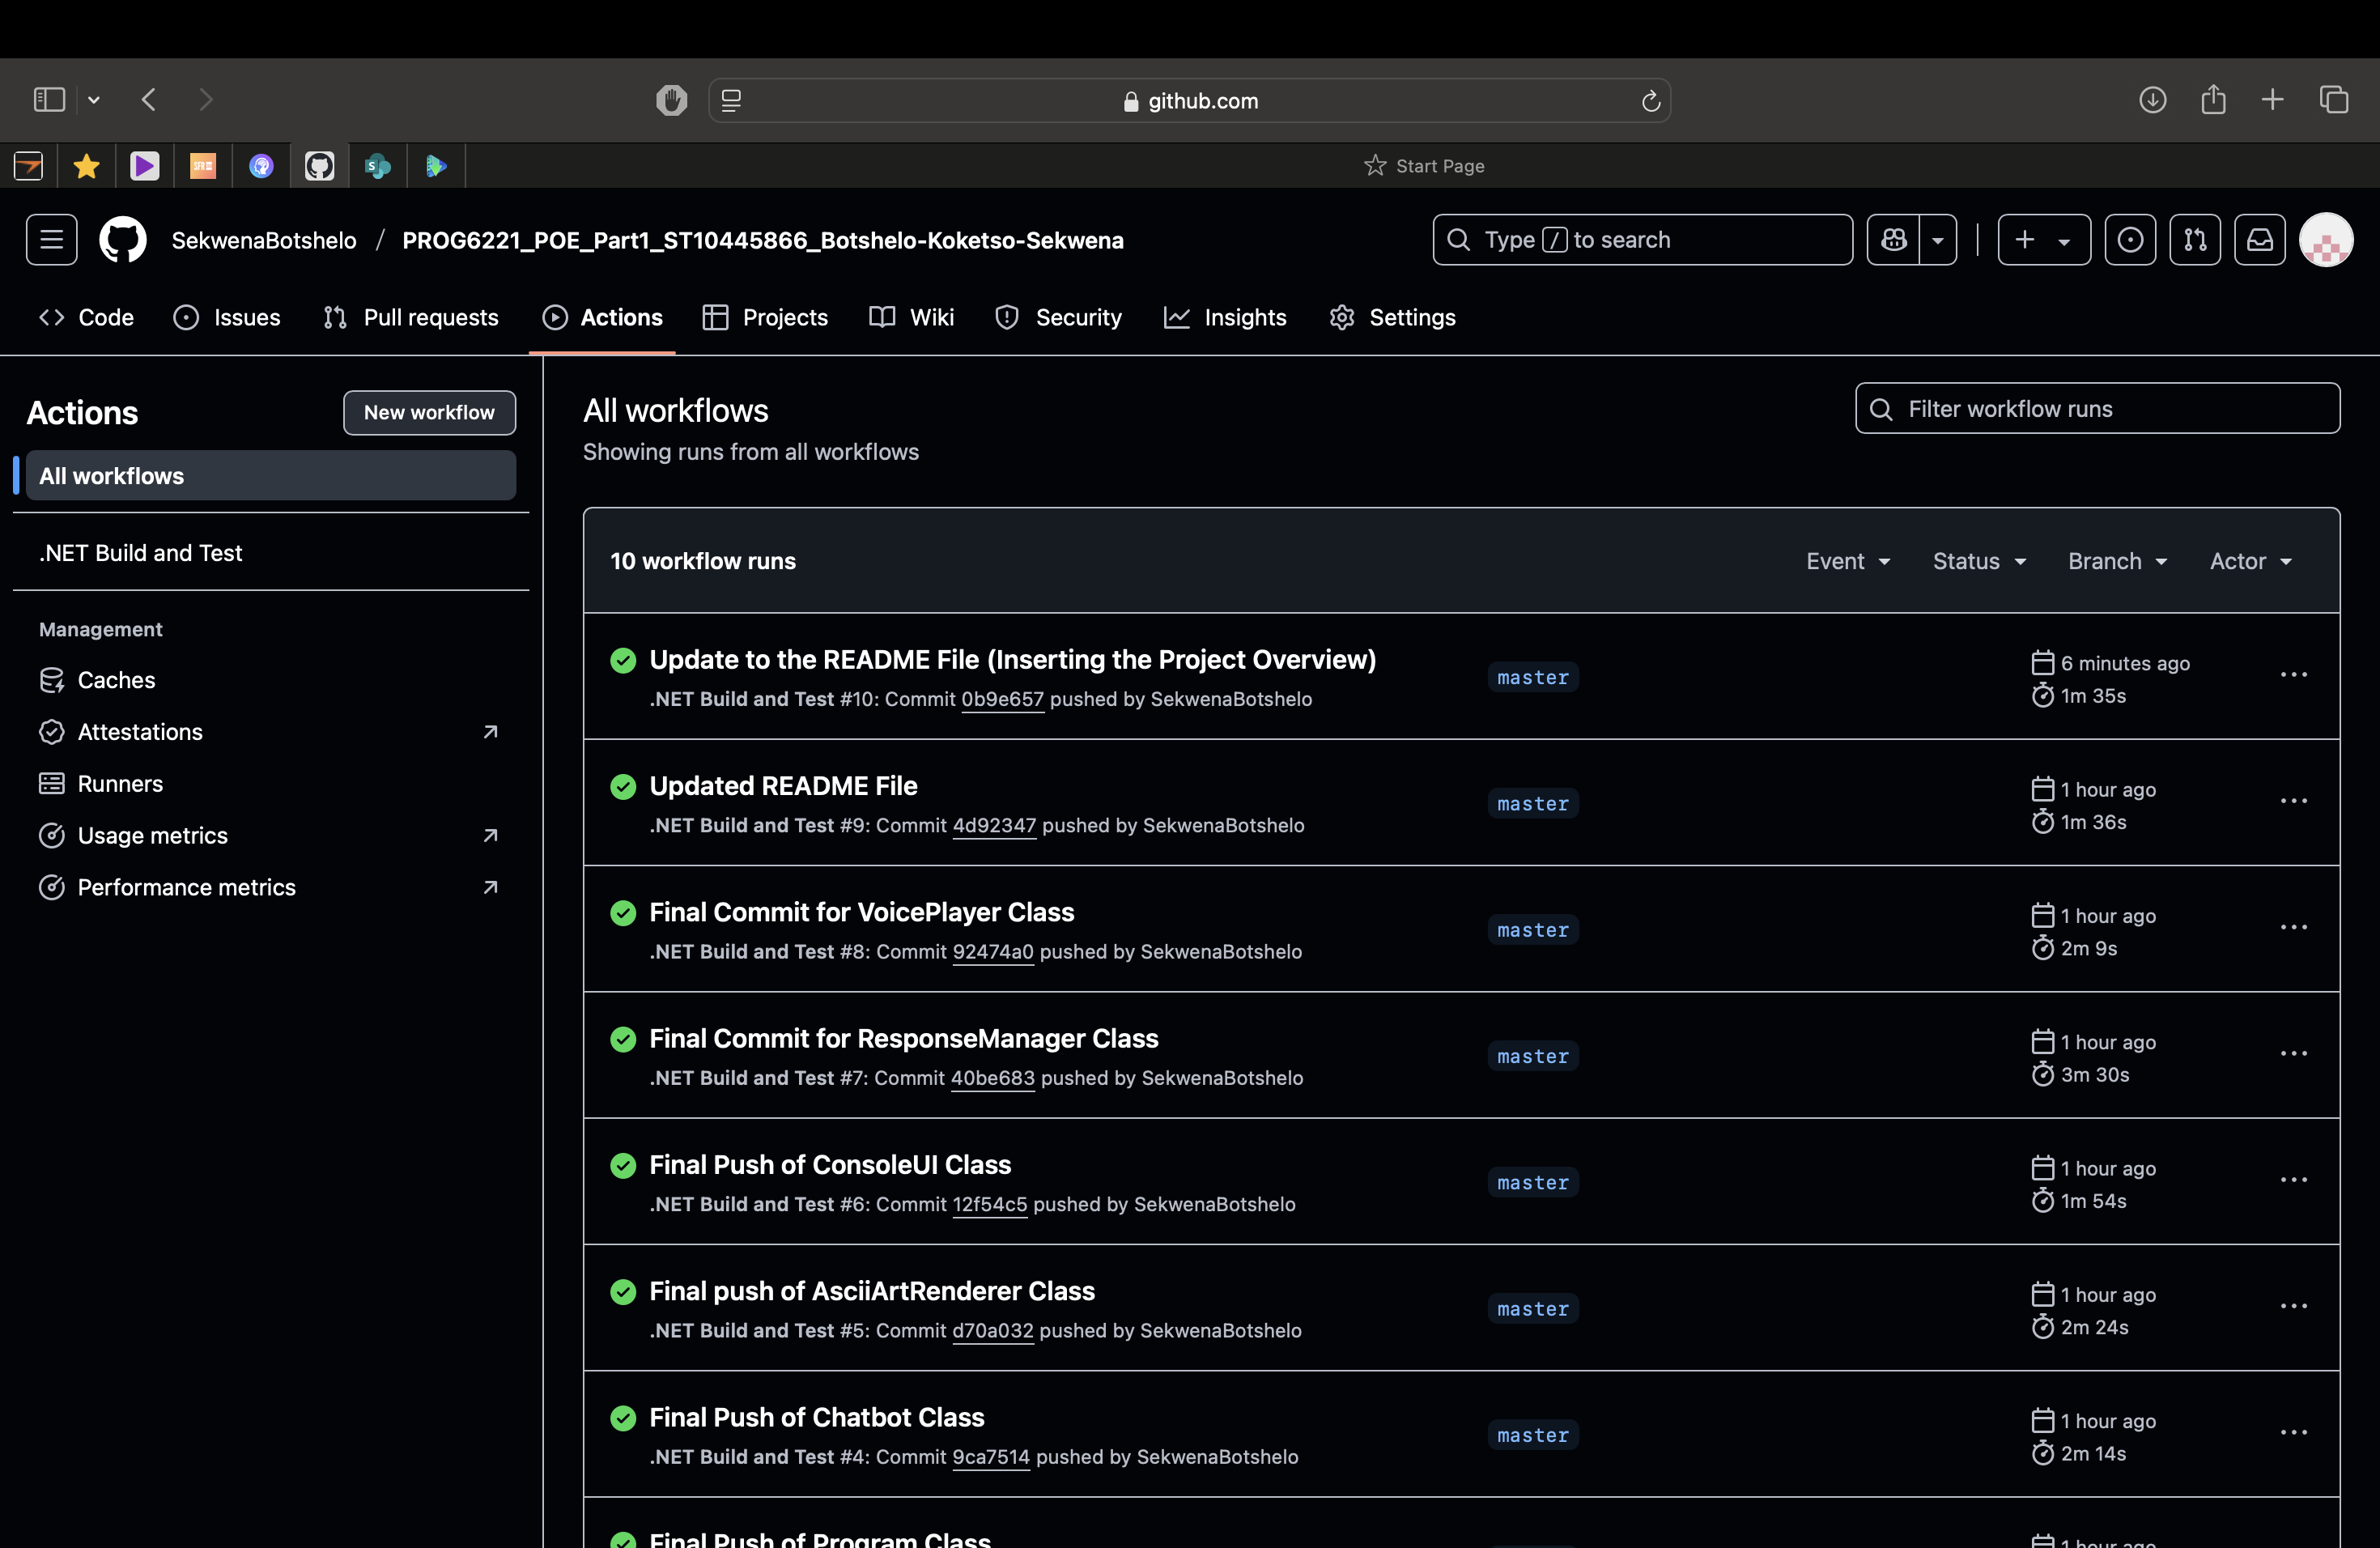 github.com
S
Start Page
SekwenaBotshelo / PROG6221_POE_Part1_ST10445866_Botshelo-Koketso-Sekwena
Type / to search
Code Issues Pull requests Actions Projects Wiki Security Insights Settings
Actions
New workflow
All workflows
.NET Build and Test
Management
Caches
Attestations
Runners
Usage metrics
Performance metrics
All workflows
Showing runs from all workflows
Filter workflow runs
10 workflow runs
Event Status Branch Actor
Update to the README File (Inserting the Project Overview)
.NET Build and Test #10: Commit 0b9e657 pushed by SekwenaBotshelo
master
6 minutes ago
1m 35s
Updated README File
.NET Build and Test #9: Commit 4d92347 pushed by SekwenaBotshelo
master
1 hour ago
1m 36s
Final Commit for VoicePlayer Class
.NET Build and Test #8: Commit 92474a0 pushed by SekwenaBotshelo
master
1 hour ago
2m 9s
Final Commit for ResponseManager Class
.NET Build and Test #7: Commit 40be683 pushed by SekwenaBotshelo
master
1 hour ago
3m 30s
Final Push of ConsoleUI Class
.NET Build and Test #6: Commit 12f54c5 pushed by SekwenaBotshelo
master
1 hour ago
1m 54s
Final push of AsciiArtRenderer Class
.NET Build and Test #5: Commit d70a032 pushed by SekwenaBotshelo
master
1 hour ago
2m 24s
Final Push of Chatbot Class
.NET Build and Test #4: Commit 9ca7514 pushed by SekwenaBotshelo
master
1 hour ago
2m 14s
Final Push of Program Class
1 hour ago